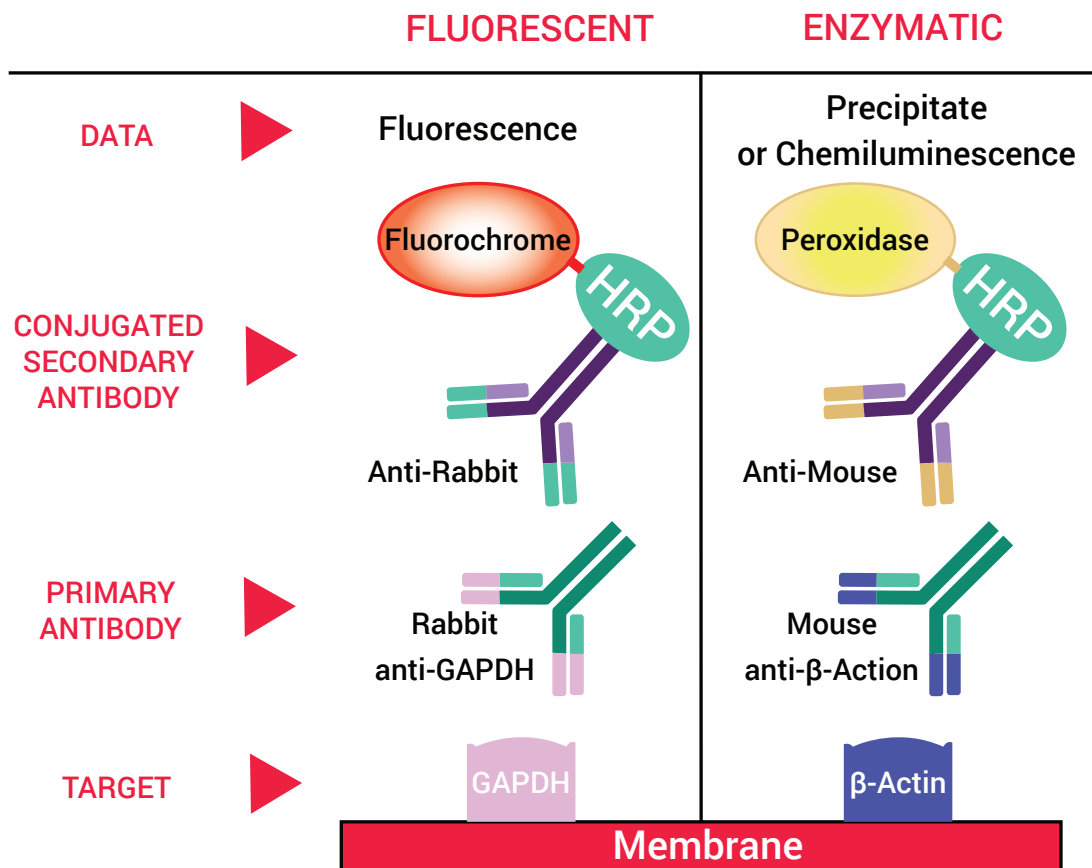 FLUORESCENT
ENZYMATIC
DATA
Fluorescence
Precipitate
or Chemiluminescence
Fluorochrome
HRP
Peroxidase
HRP
CONJUGATED
SECONDARY
ANTIBODY
Anti-Rabbit
Anti-Mouse
PRIMARY
ANTIBODY
Rabbit
anti-GAPDH
Mouse
anti-β-Action
TARGET
GAPDH
β-Actin
Membrane